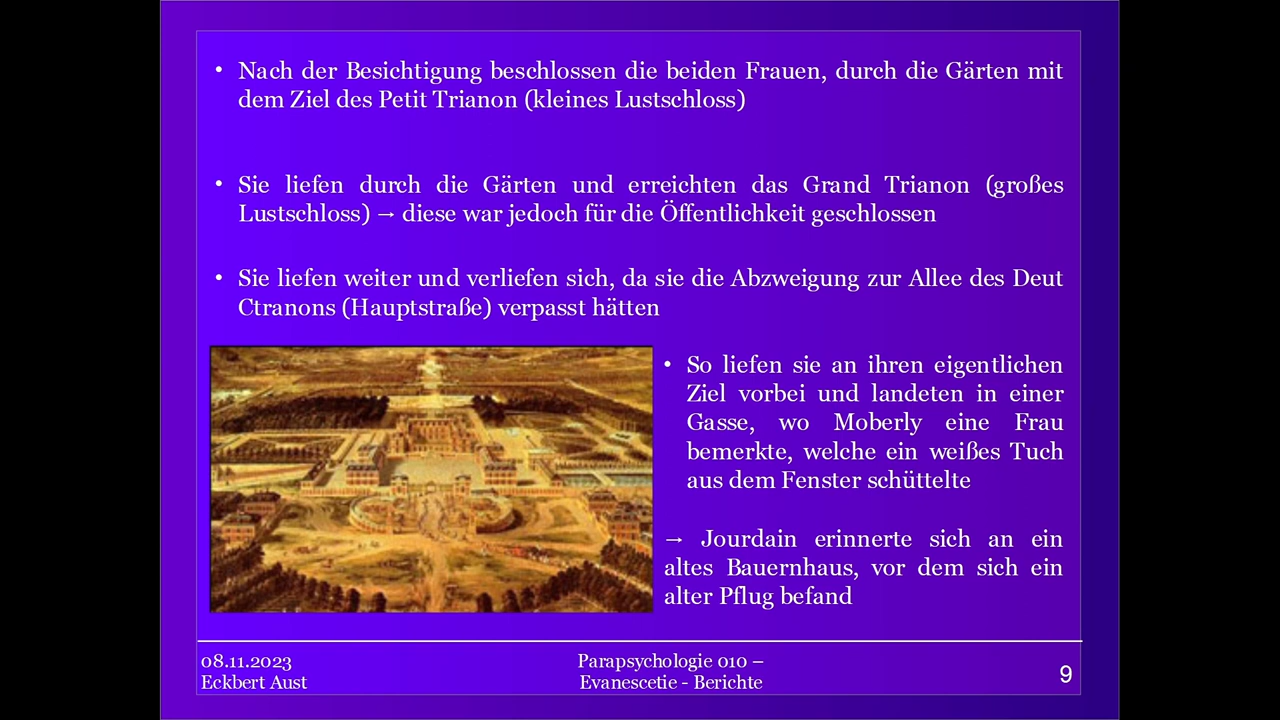 • Nach der Besichtigung beschlossen die beiden Frauen, durch die Gärten mit
dem Ziel des Petit Trianon (kleines Lustschloss)
• Sie liefen durch die Gärten und erreichten das Grand Trianon (großes
Lustschloss) → diese war jedoch für die Öffentlichkeit geschlossen
• Sie liefen weiter und verliefen sich, da sie die Abzweigung zur Allee des Deut
Ctranons (Hauptstraße) verpasst hätten
• So liefen sie an ihren eigentlichen
Ziel vorbei und landeten in einer
Gasse, wo Moberly eine Frau
bemerkte, welche ein weißes Tuch
aus dem Fenster schüttelte
→ Jourdain erinnerte sich an ein
altes Bauernhaus, vor dem sich ein
alter Pflug befand
08.11.2023
Eckbert Aust
Parapsychologie 010 –
Evanescetie - Berichte
9